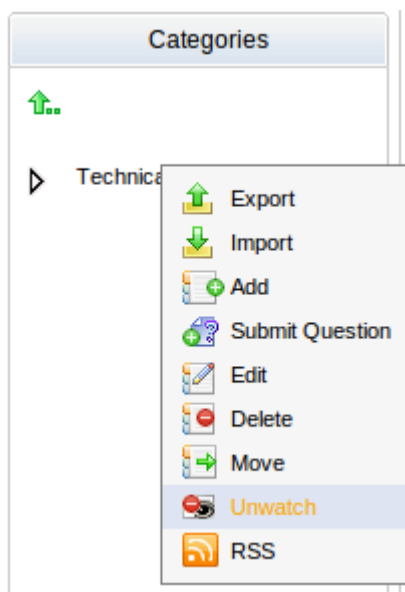 Categories
Technica
Export
Import
Add
Submit Question
Edit
Delete
Move
Unwatch
RSS